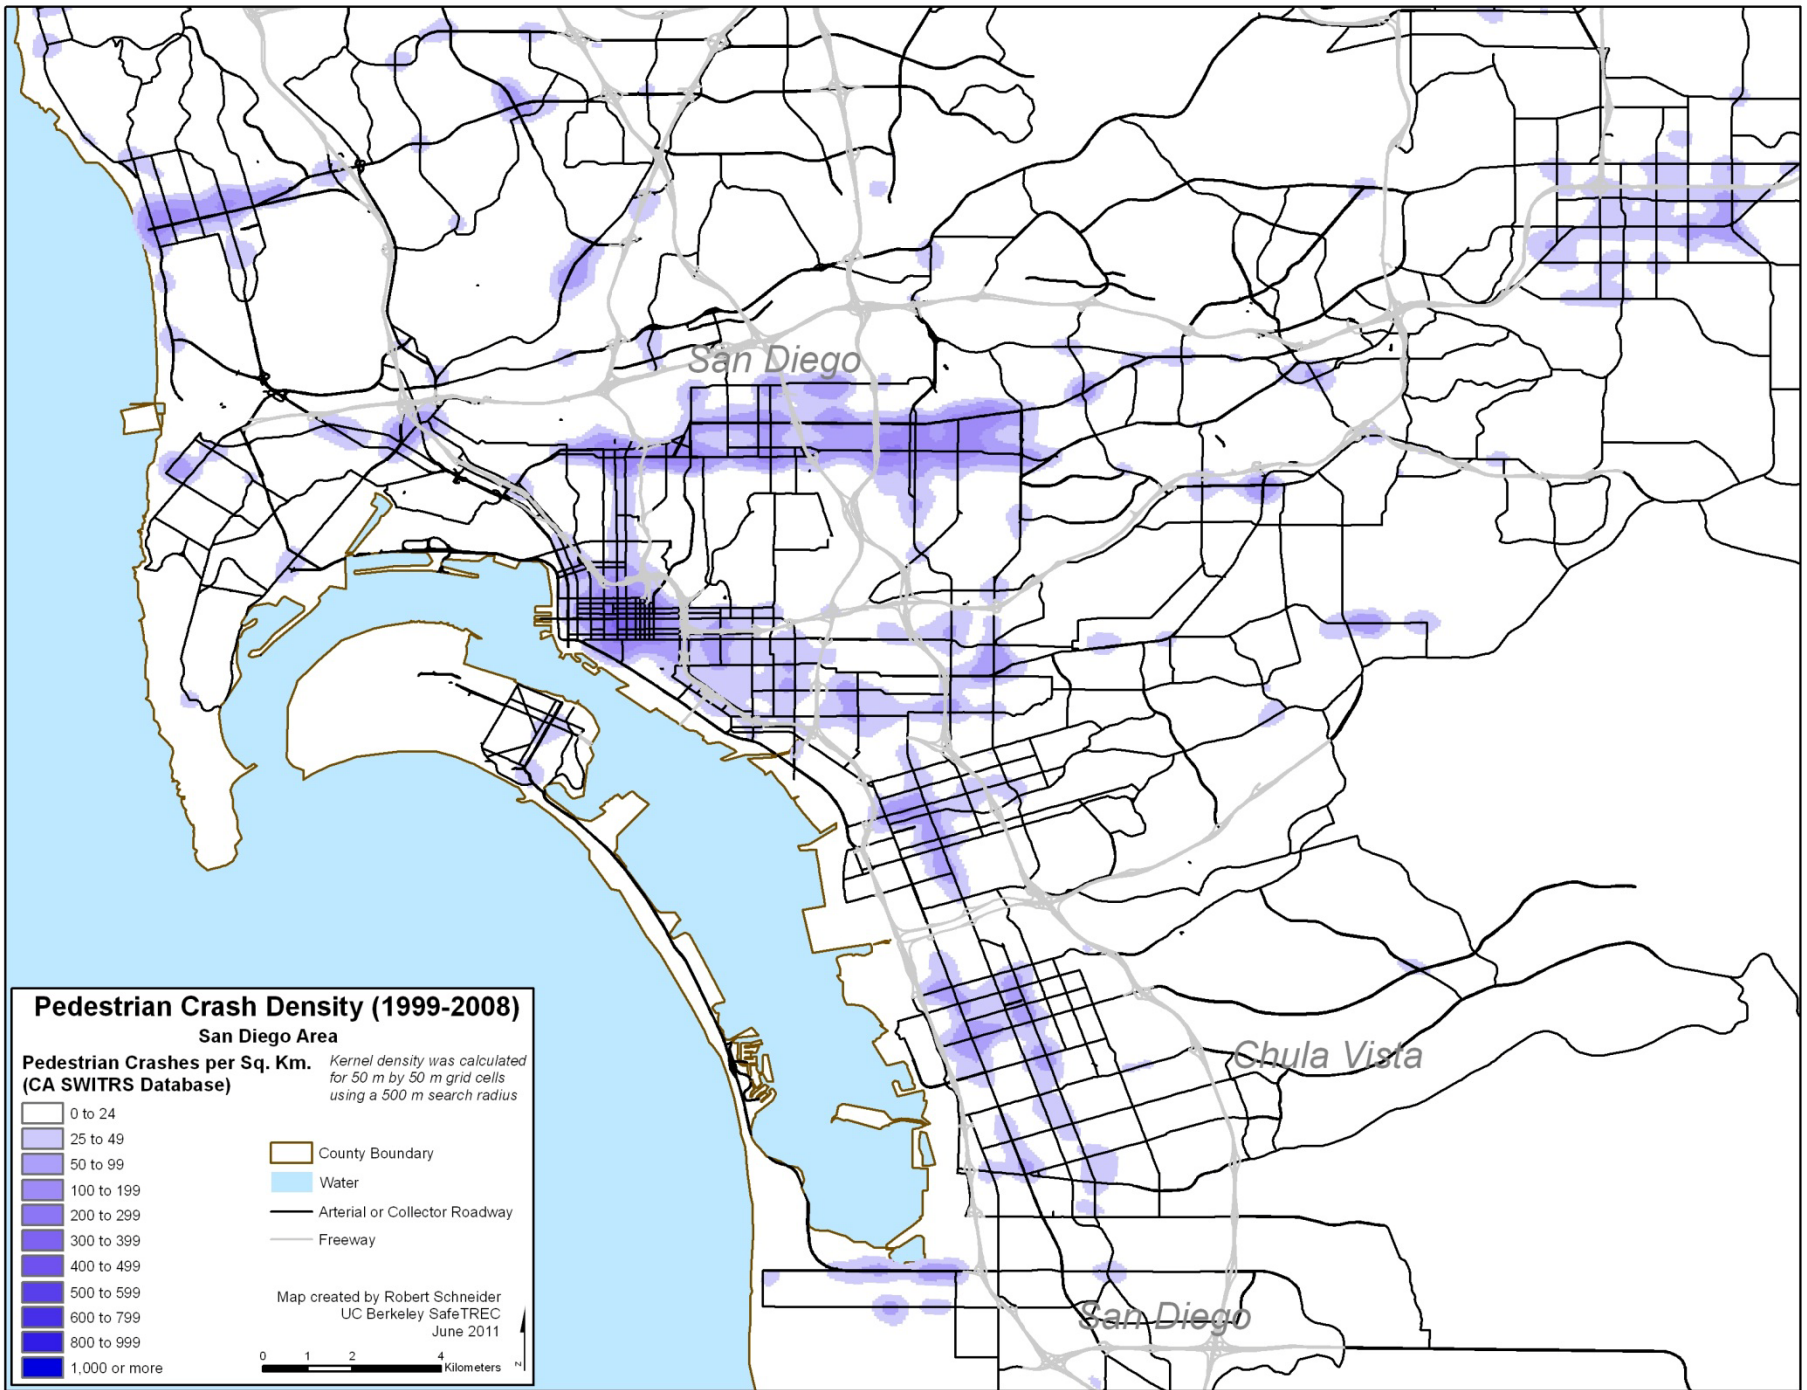 San Diego
Chula Vista
San Diego
Pedestrian Crash Density (1999-2008)
San Diego Area
Pedestrian Crashes per Sq. Km.
(CA SWITRS Database)
Kernel density was calculated
for 50 m by 50 m grid cells
using a 500 m search radius
0 to 24
25 to 49
50 to 99
100 to 199
200 to 299
300 to 399
400 to 499
500 to 599
600 to 799
800 to 999
1,000 or more
County Boundary
Water
Arterial or Collector Roadway
Freeway
Map created by Robert Schneider
UC Berkeley SafeTREC
June 2011
0 1 2 4
Kilometers
z